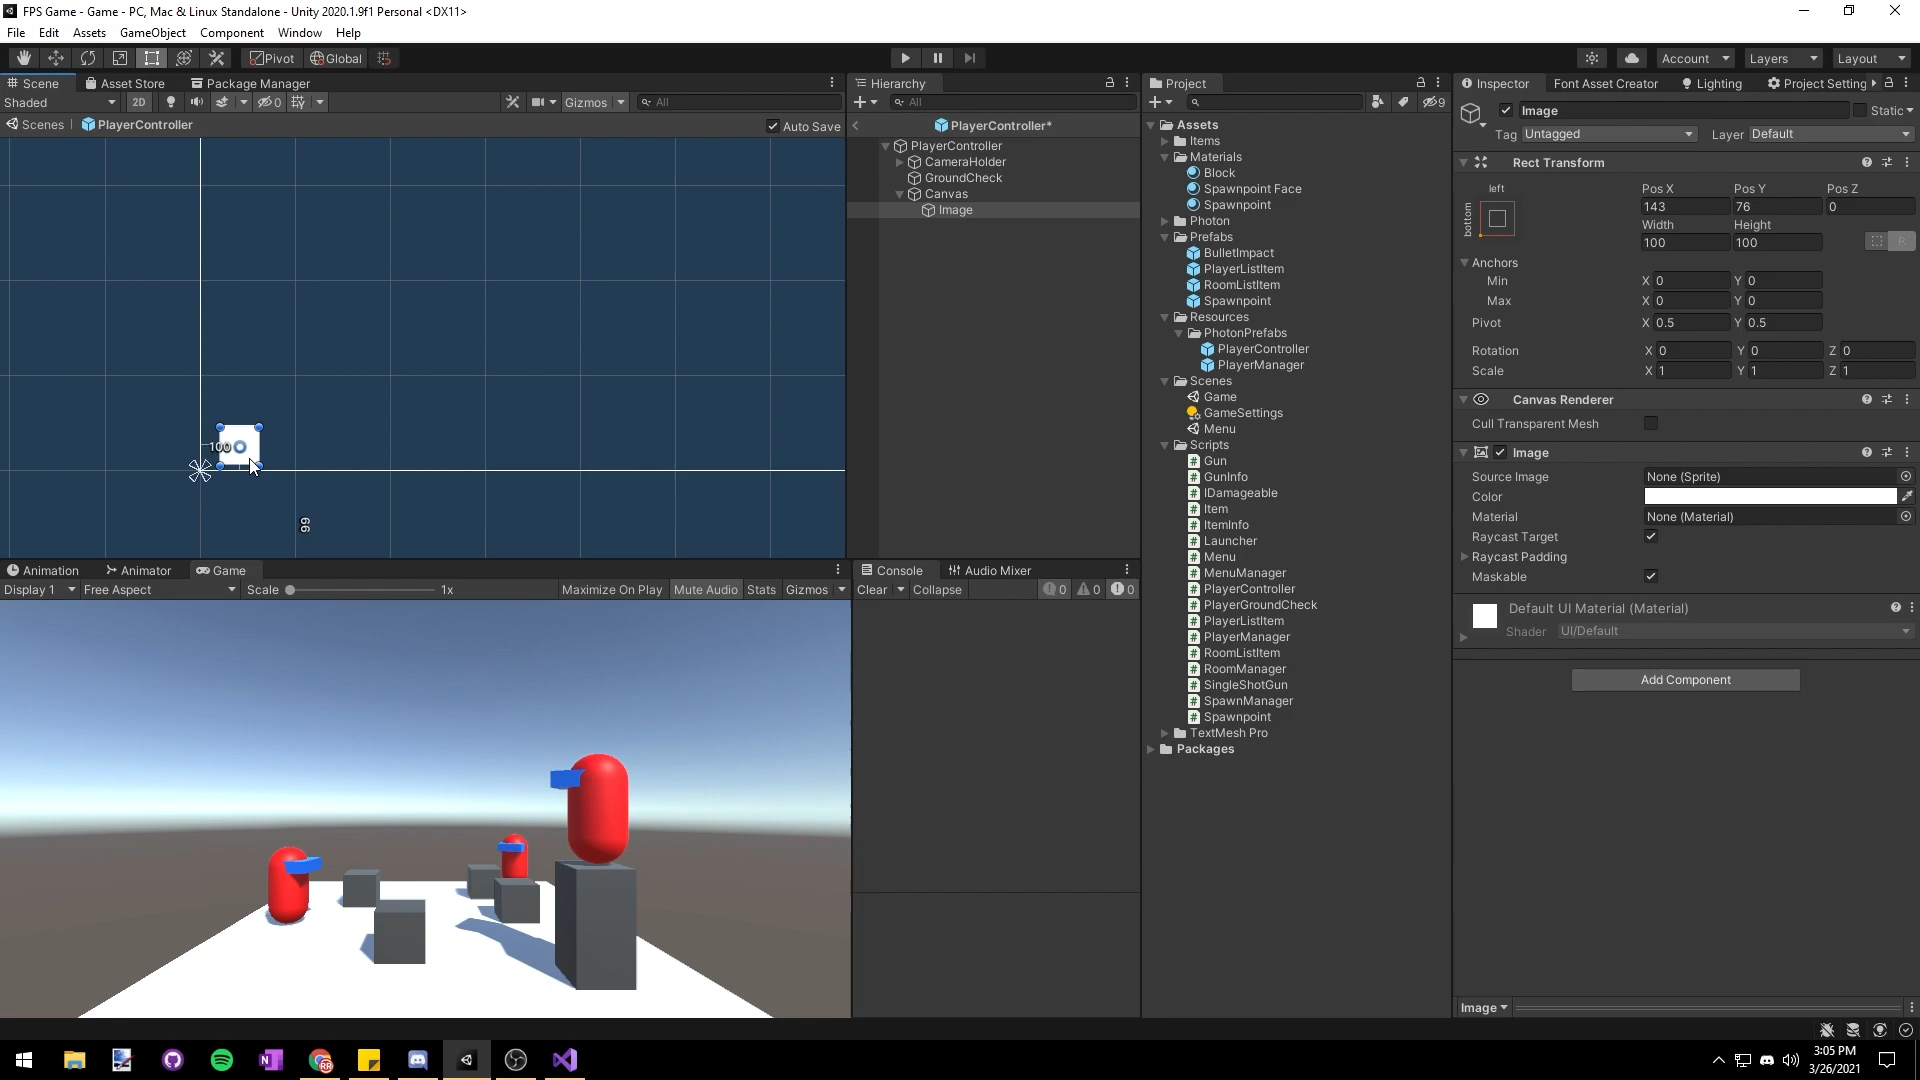 FPS Game - Game - PC, Mac & Linux Standalone - Unity 2020.1.9f1 Personal <DX11>
File Edit Assets GameObject Component Window Help
Pivot Global Account Layers Layout
Scene Asset Store Package Manager
Shaded 2D 0 Gizmos All
Scenes PlayerController Auto Save
100
99
Hierarchy
All
PlayerController*
PlayerController
CameraHolder
GroundCheck
Canvas
Image
Project
9
Assets
Items
Materials
Block
Spawnpoint Face
Spawnpoint
Photon
Prefabs
BulletImpact
PlayerListItem
RoomListItem
Spawnpoint
Resources
PhotonPrefabs
PlayerController
PlayerManager
Scenes
Game
GameSettings
Menu
Scripts
Gun
GunInfo
IDamageable
Item
ItemInfo
Launcher
Menu
MenuManager
PlayerController
PlayerGroundCheck
PlayerListItem
PlayerManager
RoomListItem
RoomManager
SingleShotGun
SpawnManager
Spawnpoint
TextMesh Pro
Packages
Inspector Font Asset Creator Lighting Project Setting
Image Static
Tag Untagged Layer Default
Rect Transform
left
bottom
Pos X Pos Y Pos Z
143 76 0
Width Height
100 100 R
Anchors
Min X 0 Y 0
Max X 0 Y 0
Pivot X 0.5 Y 0.5
Rotation X 0 Y 0 Z 0
Scale X 1 Y 1 Z 1
Canvas Renderer
Cull Transparent Mesh
Image
Source Image None (Sprite)
Color
Material None (Material)
Raycast Target
Raycast Padding
Maskable
Default UI Material (Material)
Shader UI/Default
Add Component
Image
Animation Animator Game
Display 1 Free Aspect Scale 1x Maximize On Play Mute Audio Stats Gizmos
Console Audio Mixer
Clear Collapse 0 0 0
3:05 PM
3/26/2021